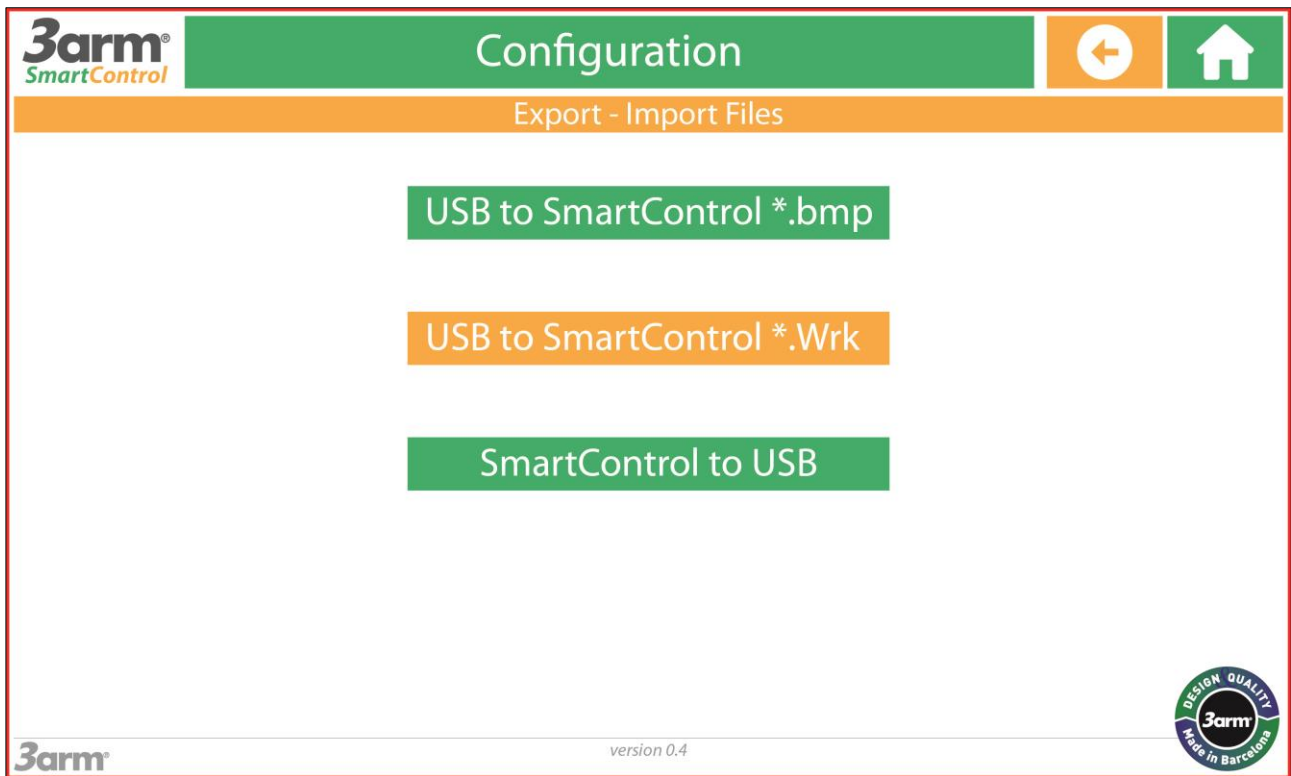 3arm®
SmartControl
Configuration
Export - Import Files
USB to SmartControl *.bmp
USB to SmartControl *.Wrk
SmartControl to USB
DESIGN QUALITY
3arm
Made in Barcelona
3arm®
version 0.4